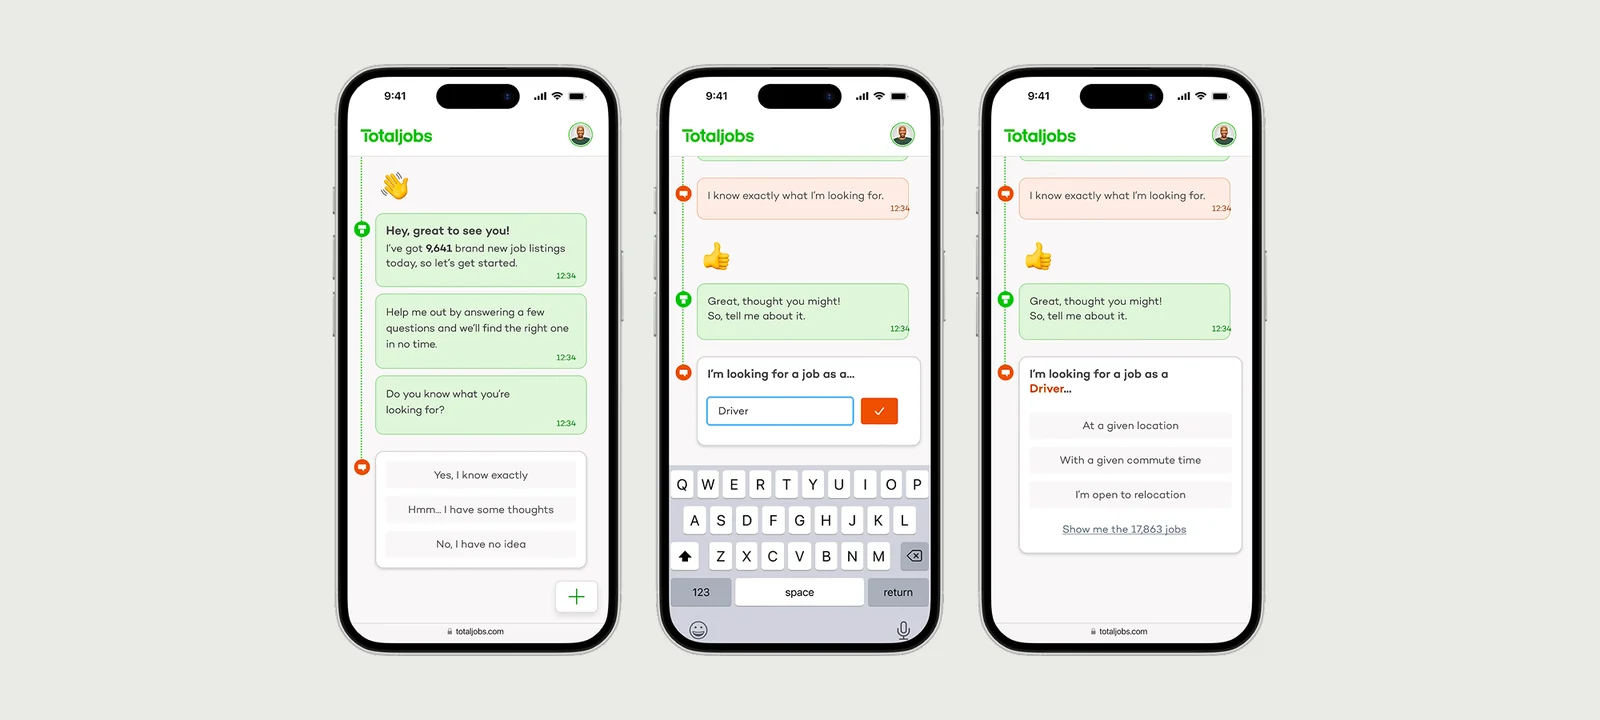 9:41
Totaljobs
Hey, great to see you!
I've got 9,641 brand new job listings
today, so let's get started.
12:34
Help me out by answering a few
questions and we'll find the right one
in no time.
12:34
Do you know what you're
looking for?
12:34
Yes, I know exactly
Hmm... I have some thoughts
No, I have no idea
totaljobs.com
9:41
Totaljobs
I know exactly what I'm looking for.
12:34
Great, thought you might!
So, tell me about it.
12:34
I'm looking for a job as a...
Driver
Q W E R T Y U I O P
A S D F G H J K L
Z X C V B N M
123 space return
9:41
Totaljobs
I know exactly what I'm looking for.
12:34
Great, thought you might!
So, tell me about it.
12:34
I'm looking for a job as a
Driver...
At a given location
With a given commute time
I'm open to relocation
Show me the 17,863 jobs
totaljobs.com